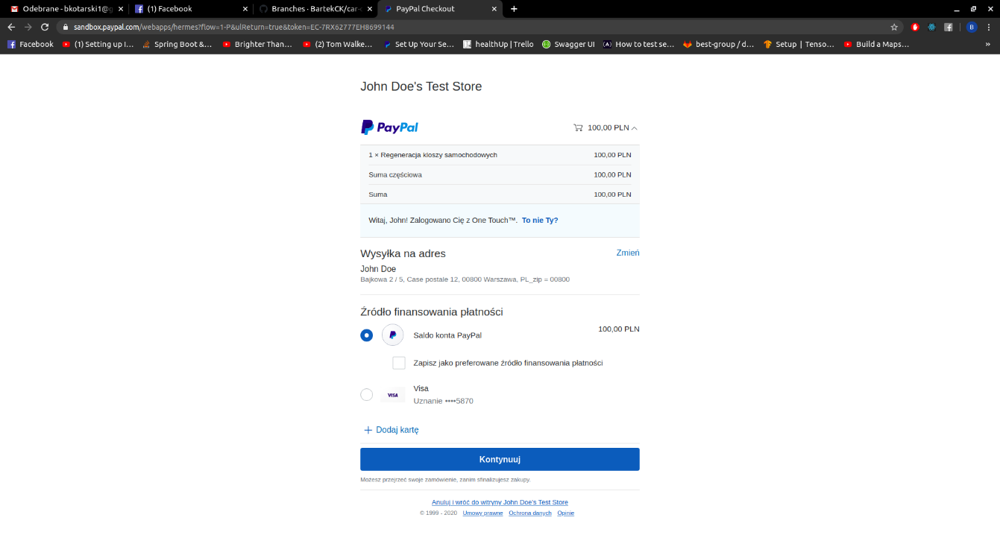 Odebrane - bkotarski1@g
(1) Facebook
Branches · BartekCK/car-c
PayPal Checkout
sandbox.paypal.com/webapps/hermes?flow=1-P&ulReturn=true&token=EC-7RX62777EH8699144
B
Facebook
(1) Setting up I…
Spring Boot &…
Brighter Than…
(2) Tom Walke…
Set Up Your Se…
healthUp | Trello
Swagger UI
How to test se…
best-group / d…
Setup | Tenso…
Build a Maps…
»
John Doe's Test Store
PayPal
100,00 PLN
1 × Regeneracja kloszy samochodowych 100,00 PLN
Suma częściowa 100,00 PLN
Suma 100,00 PLN
Witaj, John! Zalogowano Cię z One Touch™. To nie Ty?
Wysyłka na adres Zmień
John Doe
Bajkowa 2 / 5, Case postale 12, 00800 Warszawa, PL_zip = 00800
Źródło finansowania płatności
Saldo konta PayPal 100,00 PLN
Zapisz jako preferowane źródło finansowania płatności
VISA
Visa
Uznanie ••••5870
Dodaj kartę
Kontynuuj
Możesz przejrzeć swoje zamówienie, zanim sfinalizujesz zakupy.
Anuluj i wróć do witryny John Doe's Test Store
© 1999 - 2020 Umowy prawne Ochrona danych Opinie